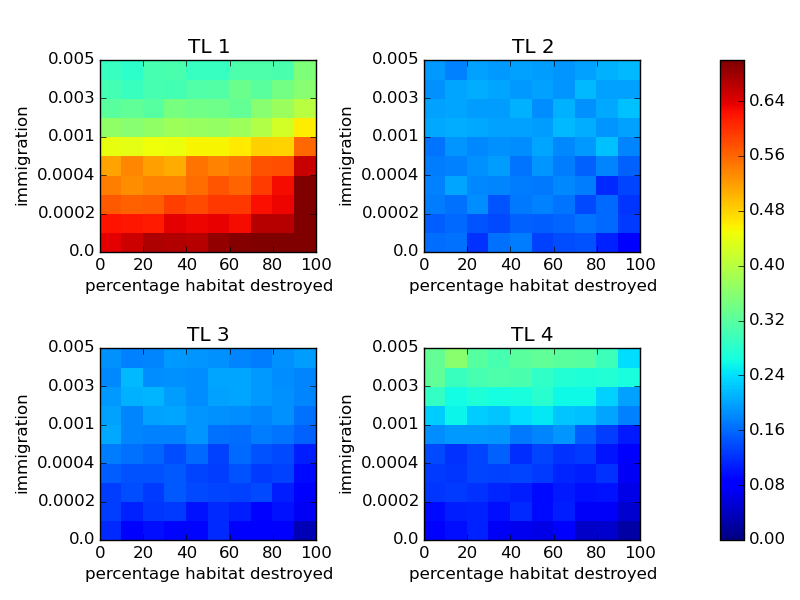 TL 1
immigration
0.005
0.003
0.001
0.0004
0.0002
0.0
0 20 40 60 80 100
percentage habitat destroyed
TL 2
immigration
0.005
0.003
0.001
0.0004
0.0002
0.0
0 20 40 60 80 100
percentage habitat destroyed
TL 3
immigration
0.005
0.003
0.001
0.0004
0.0002
0.0
0 20 40 60 80 100
percentage habitat destroyed
TL 4
immigration
0.005
0.003
0.001
0.0004
0.0002
0.0
0 20 40 60 80 100
percentage habitat destroyed
0.64
0.56
0.48
0.40
0.32
0.24
0.16
0.08
0.00